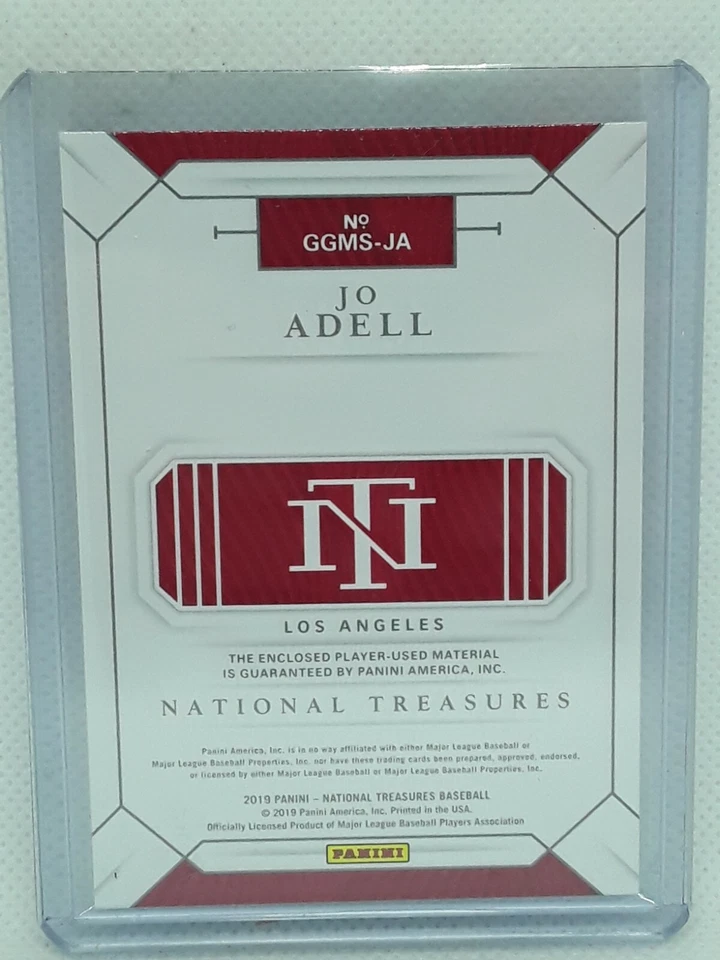 Nº
GGMS-JA
JO
ADELL
NT
LOS ANGELES
THE ENCLOSED PLAYER-USED MATERIAL
IS GUARANTEED BY PANINI AMERICA, INC.
NATIONAL TREASURES
Panini America, Inc. is in no way affiliated with either Major League Baseball or
Major League Baseball Properties, Inc. nor have these trading cards been prepared, approved, endorsed,
or licensed by either Major League Baseball or Major League Baseball Properties, Inc.
2019 PANINI – NATIONAL TREASURES BASEBALL
© 2019 Panini America, Inc. Printed in the USA.
Officially Licensed Product of Major League Baseball Players Association
PANINI